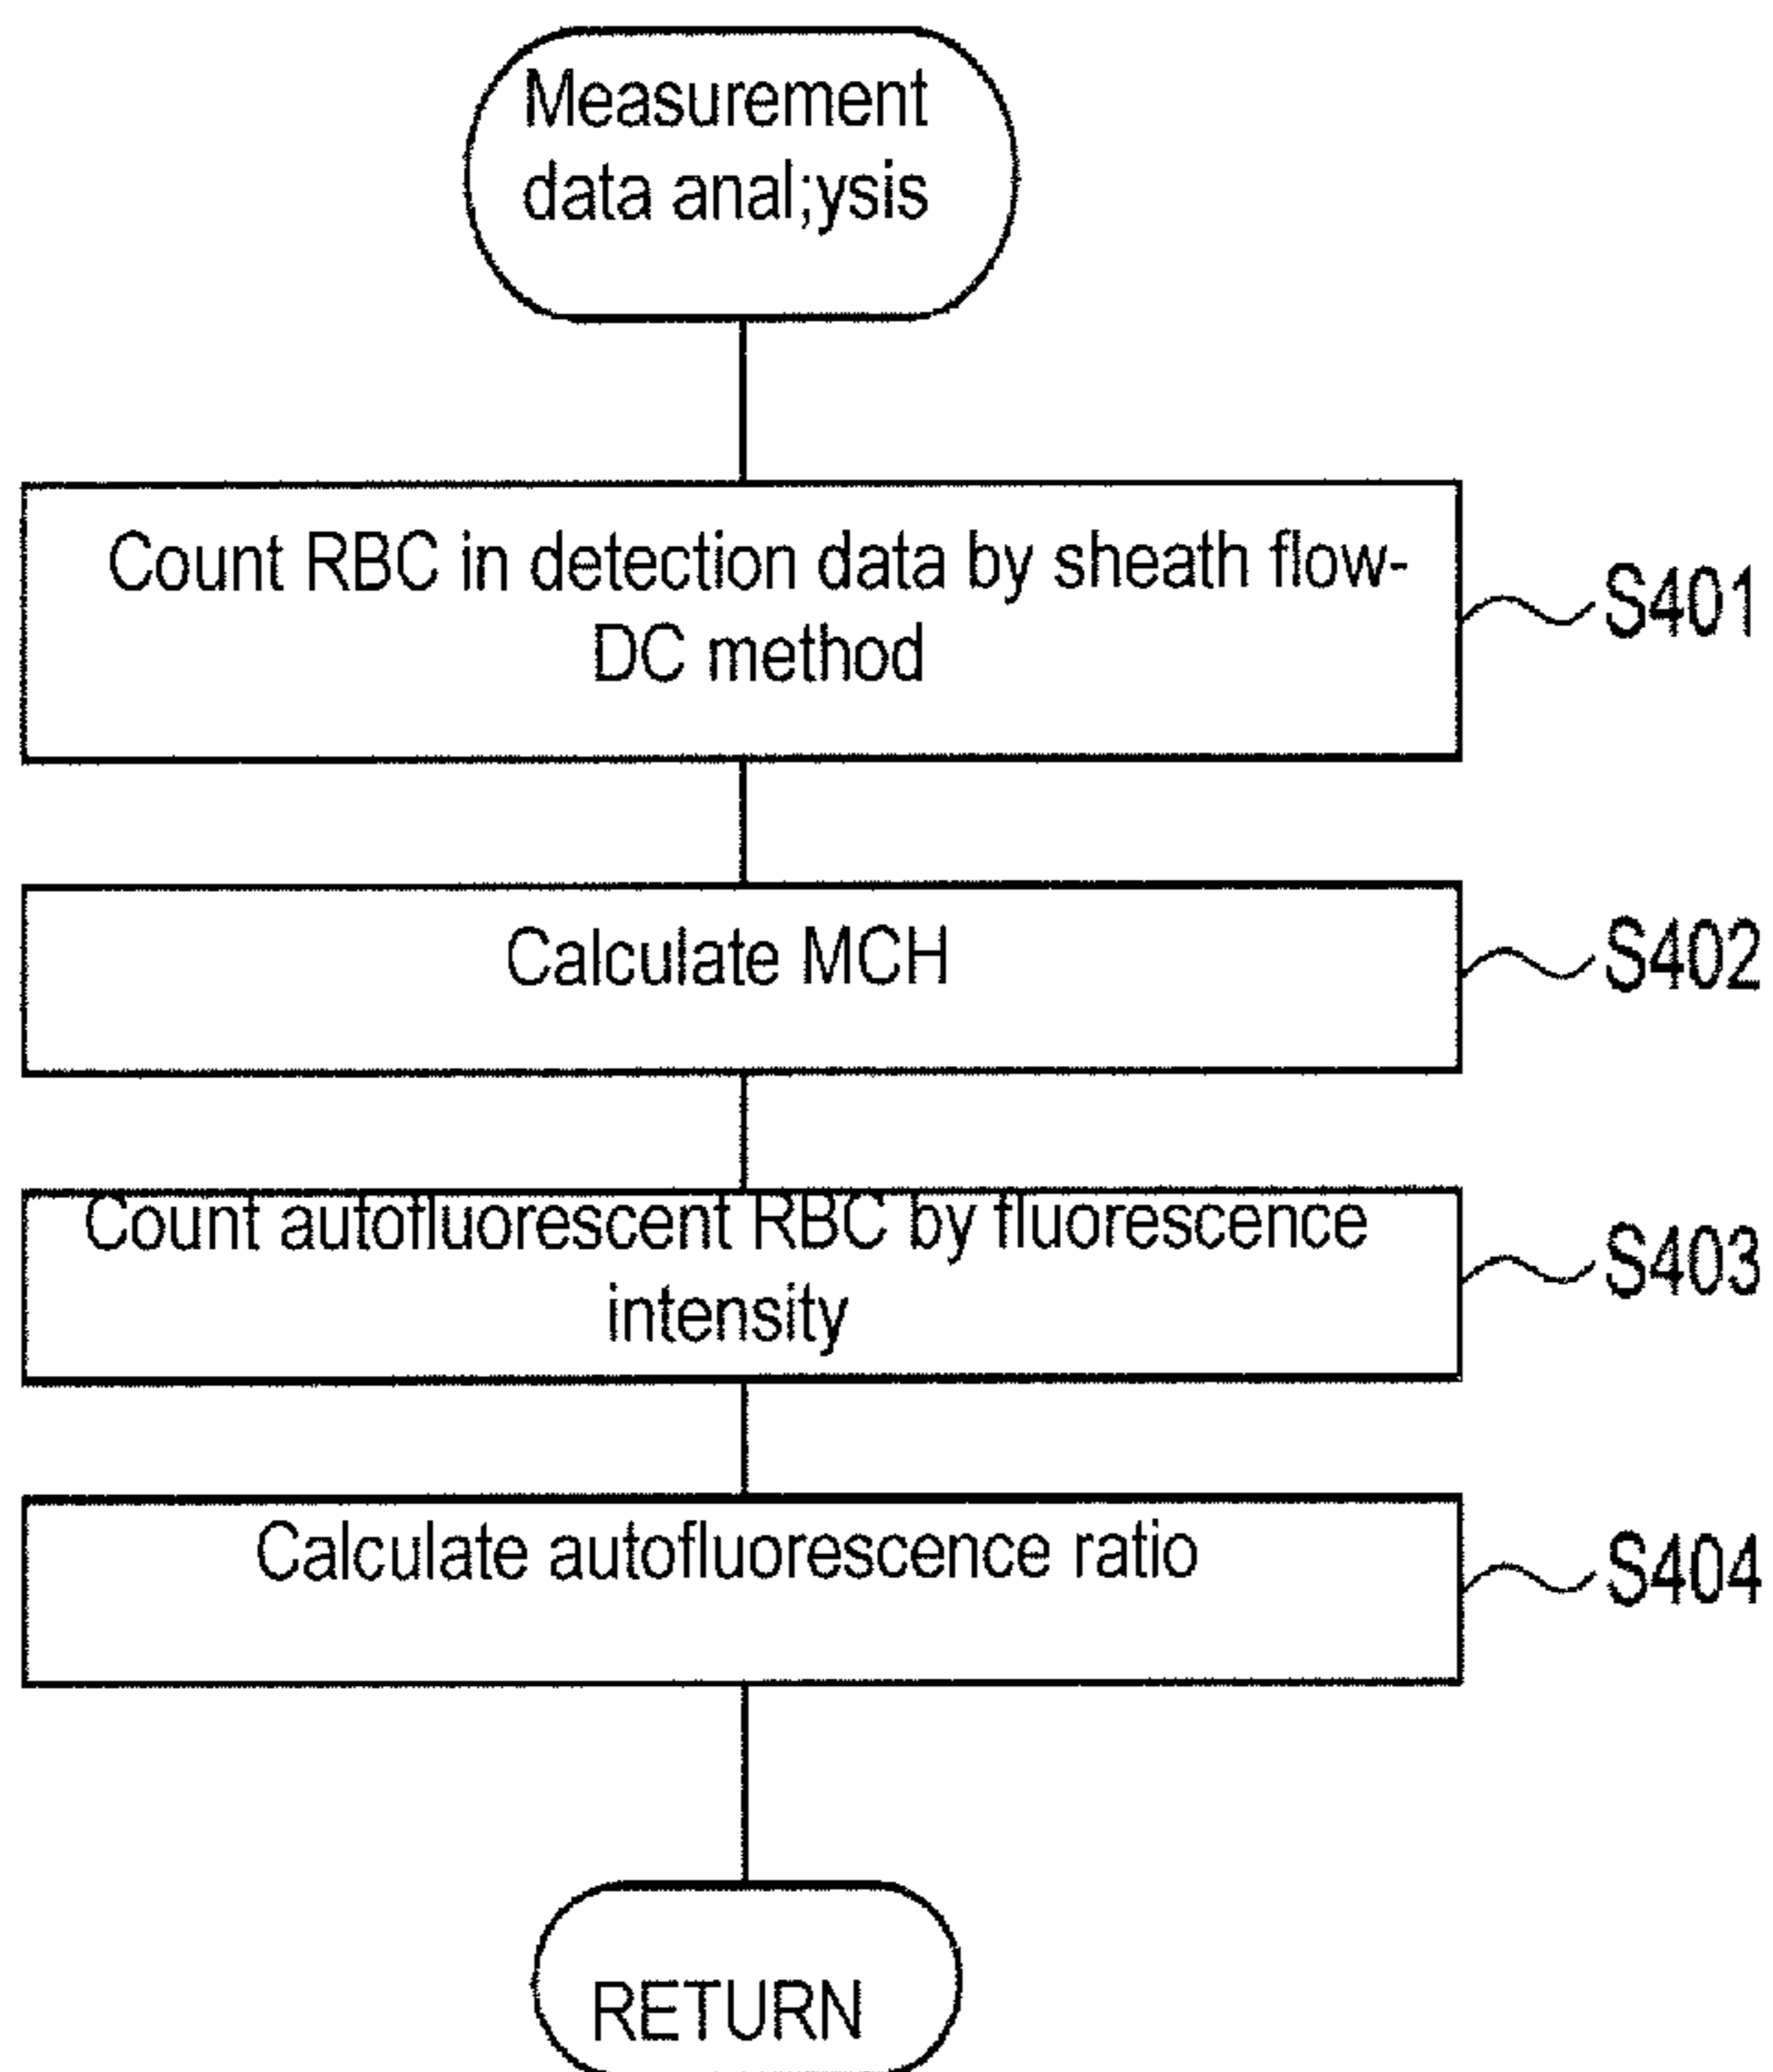 Measurement
data anal;ysis
Count RBC in detection data by sheath flow-
DC method
S401
Calculate MCH
S402
Count autofluorescent RBC by fluorescence
intensity
S403
Calculate autofluorescence ratio
S404
RETURN